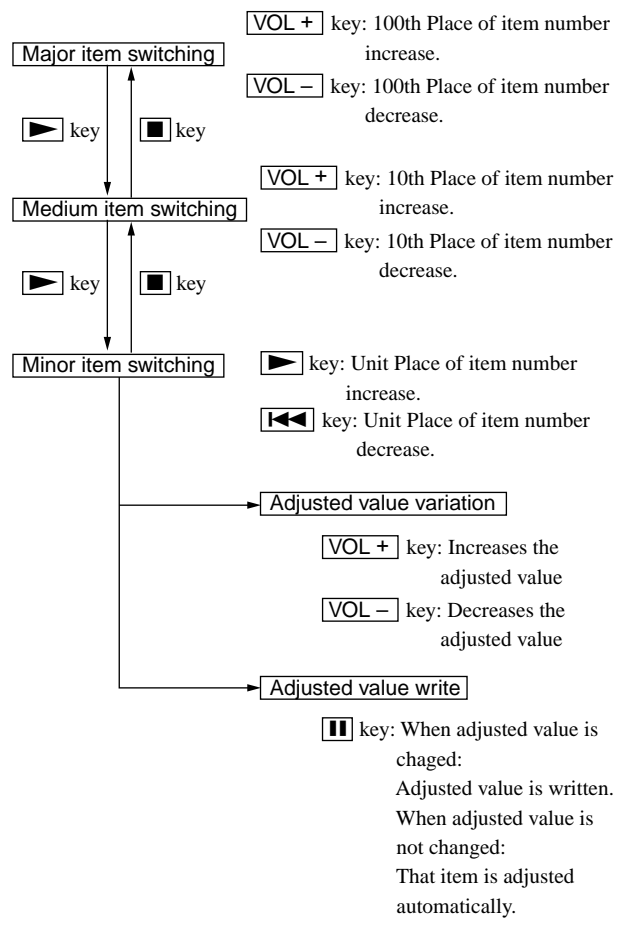 VOL + key: 100th Place of item number
increase.
Major item switching
VOL – key: 100th Place of item number
decrease.
key
key
VOL + key: 10th Place of item number
increase.
Medium item switching
VOL – key: 10th Place of item number
decrease.
key
key
Minor item switching
key: Unit Place of item number
increase.
key: Unit Place of item number
decrease.
Adjusted value variation
VOL + key: Increases the
adjusted value
VOL – key: Decreases the
adjusted value
Adjusted value write
key: When adjusted value is
chaged:
Adjusted value is written.
When adjusted value is
not changed:
That item is adjusted
automatically.